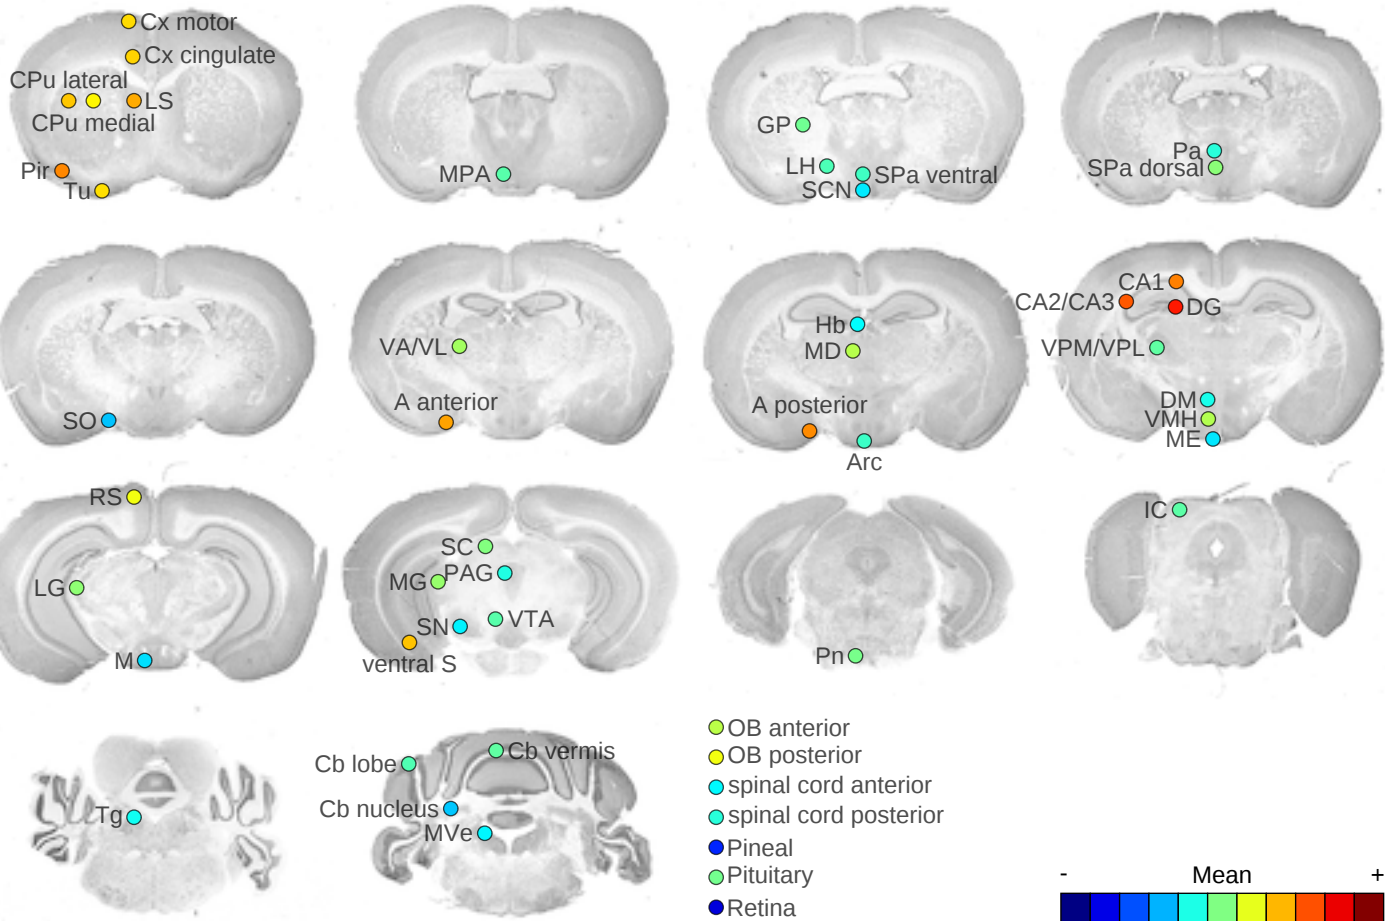 Cx motor
Cx cingulate
CPu lateral
LS
CPu medial
Pir
Tu
MPA
GP
LH
SPa ventral
SCN
Pa
SPa dorsal
SO
VA/VL
A anterior
Hb
MD
A posterior
Arc
CA1
CA2/CA3
DG
VPM/VPL
DM
VMH
ME
RS
LG
M
SC
MG
PAG
SN
VTA
ventral S
Pn
IC
Tg
Cb lobe
Cb vermis
Cb nucleus
MVe
OB anterior
OB posterior
spinal cord anterior
spinal cord posterior
Pineal
Pituitary
Retina
- Mean +